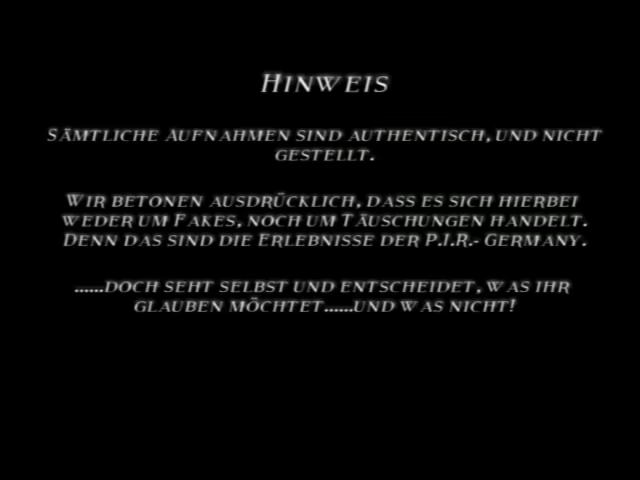 HINWEIS
SÄMTLICHE AUFNAHMEN SIND AUTHENTISCH, UND NICHT
GESTELLT.
WIR BETONEN AUSDRÜCKLICH, DASS ES SICH HIERBEI
WEDER UM FAKES, NOCH UM TÄUSCHUNGEN HANDELT.
DENN DAS SIND DIE ERLEBNISSE DER P.I.R.- GERMANY.
......DOCH SEHT SELBST UND ENTSCHEIDET, WAS IHR
GLAUBEN MÖCHTET......UND WAS NICHT!